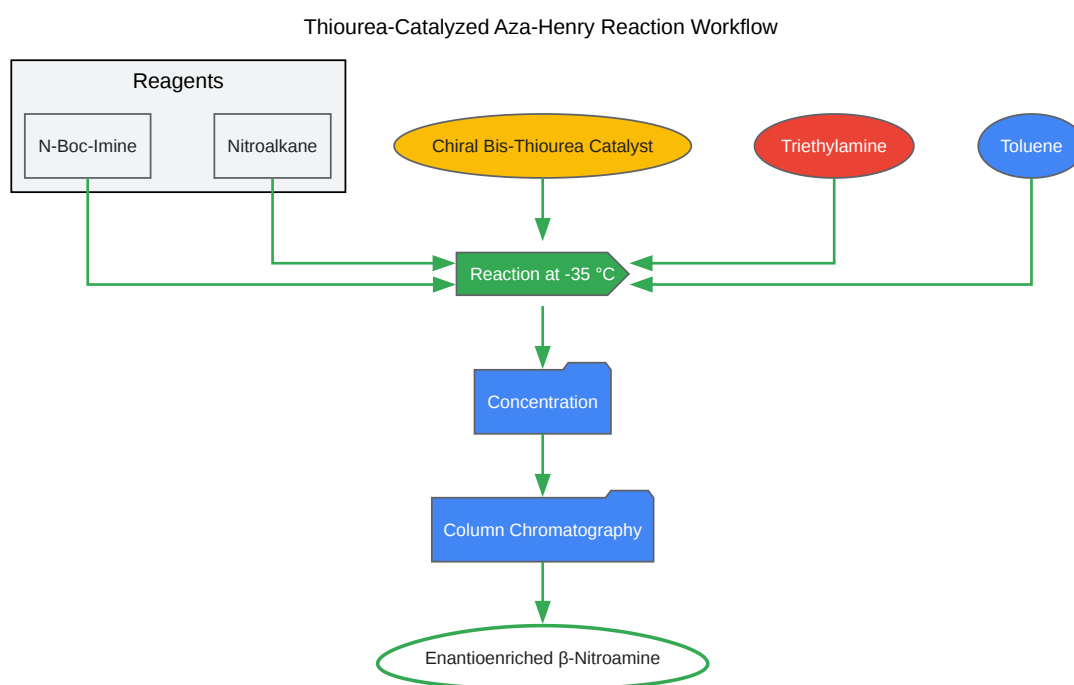 Thiourea-Catalyzed Aza-Henry Reaction Workflow
Reagents
N-Boc-Imine
Nitroalkane
Chiral Bis-Thiourea Catalyst
Triethylamine
Toluene
Reaction at -35 °C
Concentration
Column Chromatography
Enantioenriched β-Nitroamine